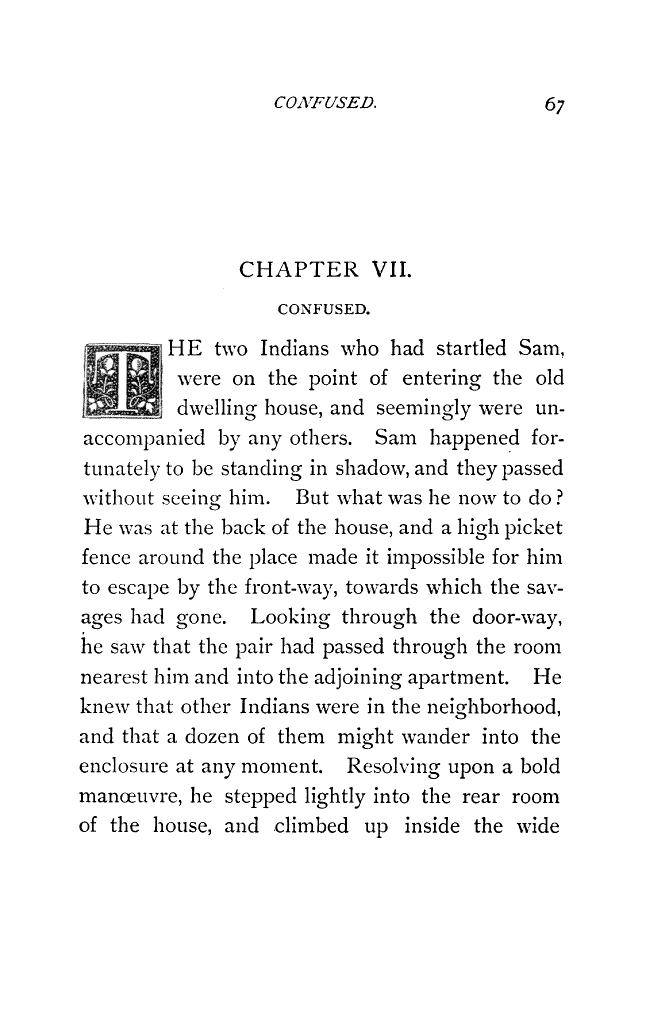 CONFUSED. 67
CHAPTER VII.
CONFUSED.
THE two Indians who had startled Sam,
were on the point of entering the old
dwelling house, and seemingly were un-
accompanied by any others. Sam happened for-
tunately to be standing in shadow, and they passed
without seeing him. But what was he now to do?
He was at the back of the house, and a high picket
fence around the place made it impossible for him
to escape by the front-way, towards which the sav-
ages had gone. Looking through the door-way,
he saw that the pair had passed through the room
nearest him and into the adjoining apartment. He
knew that other Indians were in the neighborhood,
and that a dozen of them might wander into the
enclosure at any moment. Resolving upon a bold
manœuvre, he stepped lightly into the rear room
of the house, and climbed up inside the wide